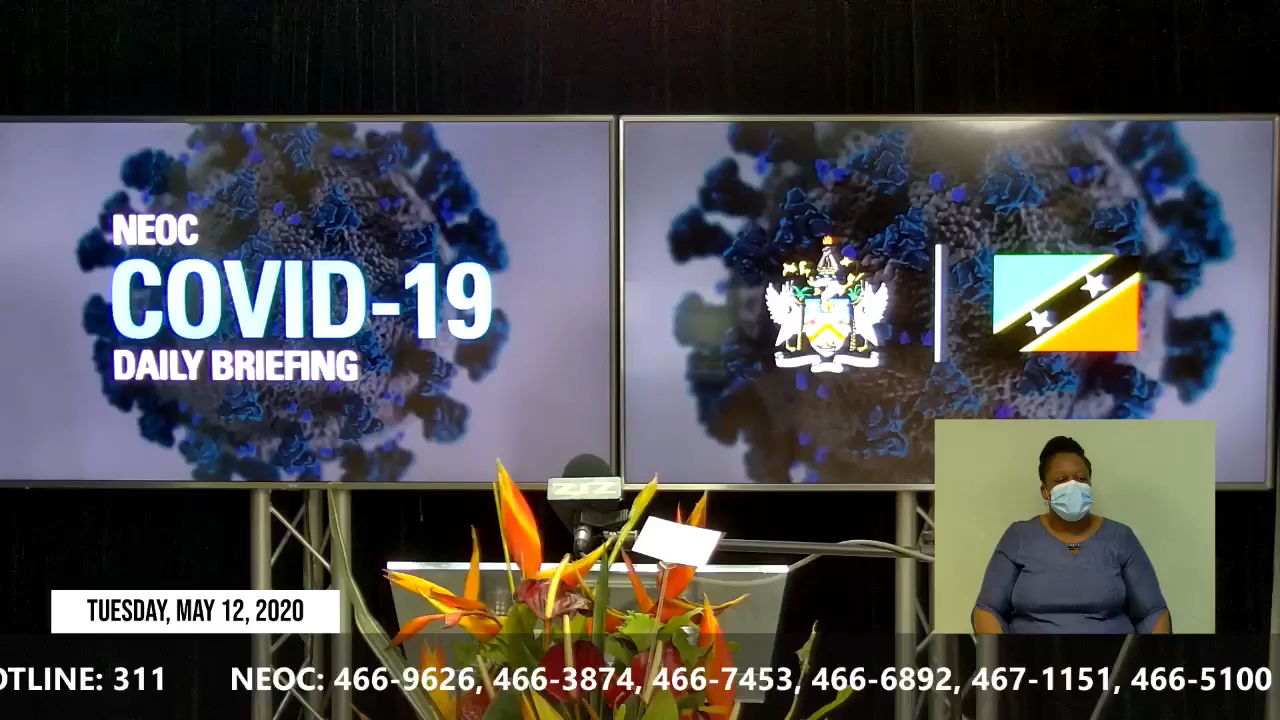 NEOC
COVID-19
DAILY BRIEFING
ZIZ
TUESDAY, MAY 12, 2020
OTLINE: 311 NEOC: 466-9626, 466-3874, 466-7453, 466-6892, 467-1151, 466-5100